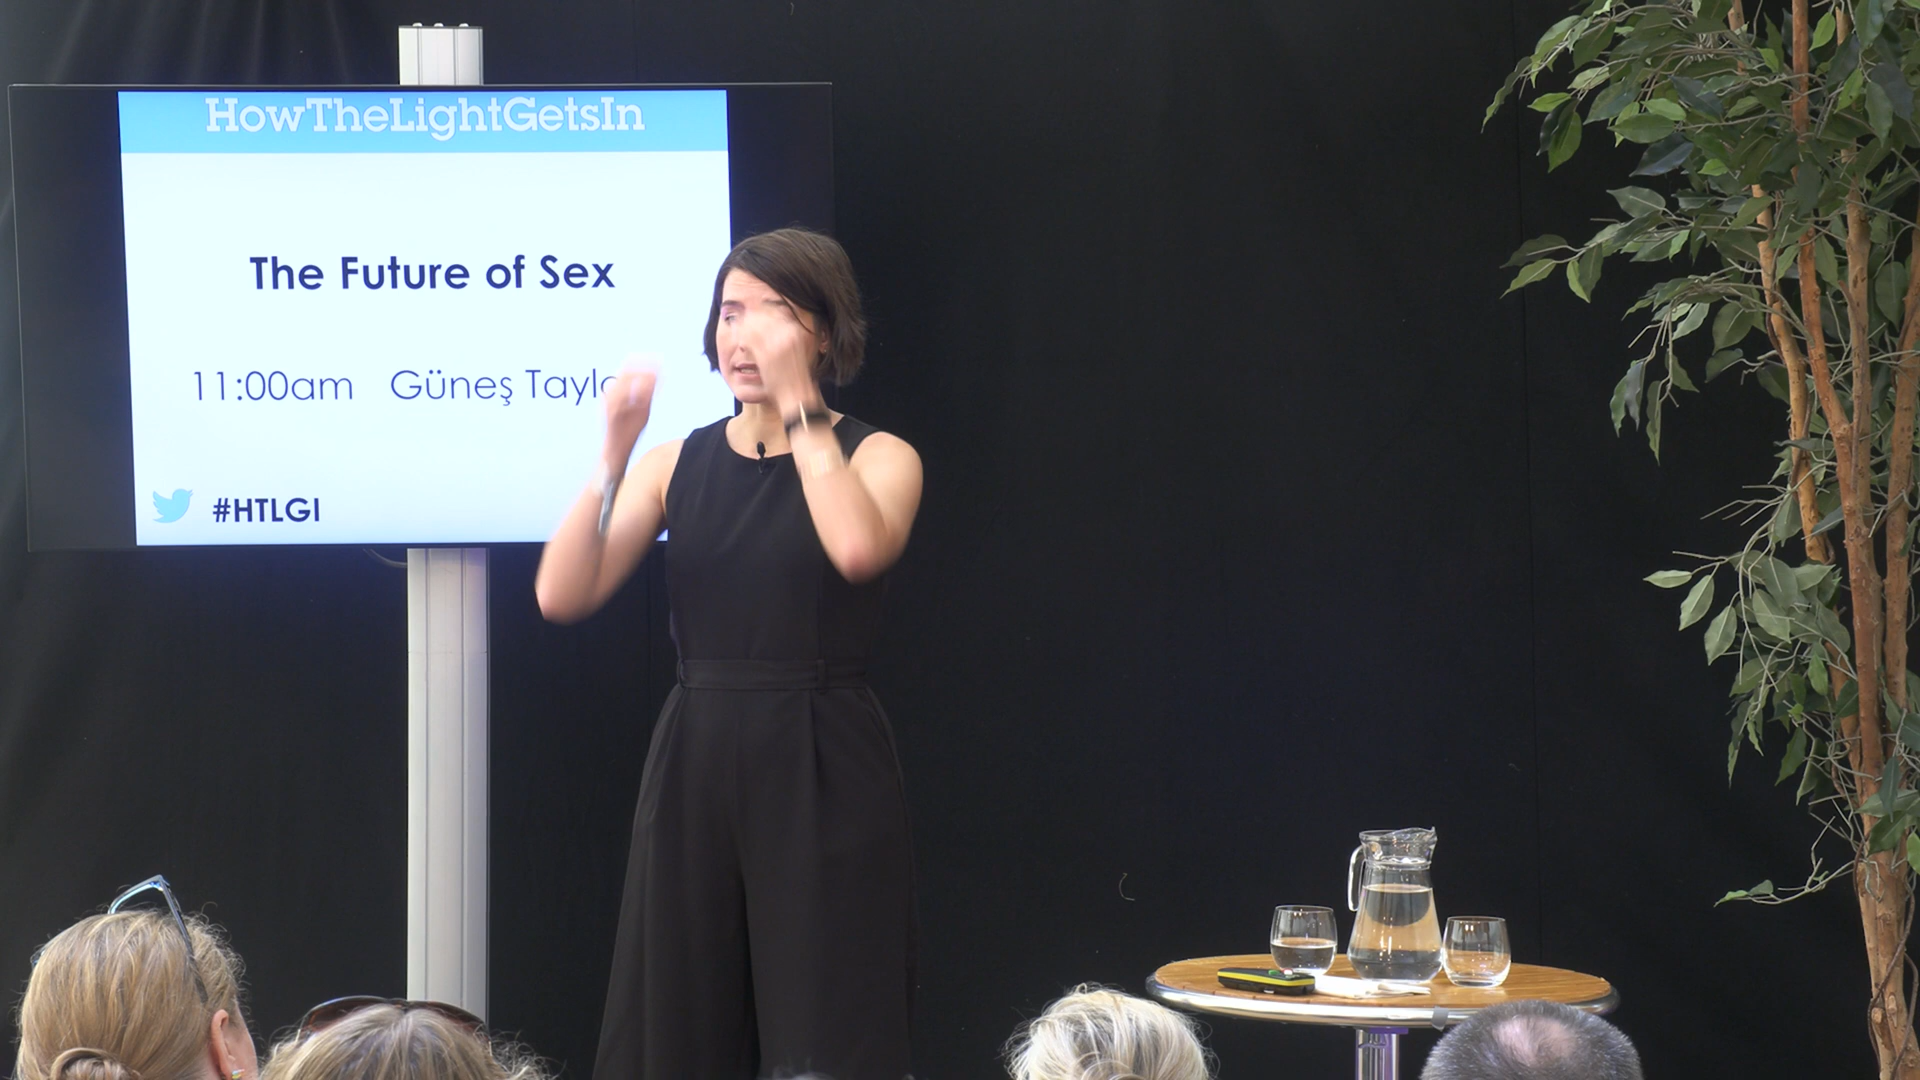 HowTheLightGetsIn
The Future of Sex
11:00am Güneş
#HTLGI